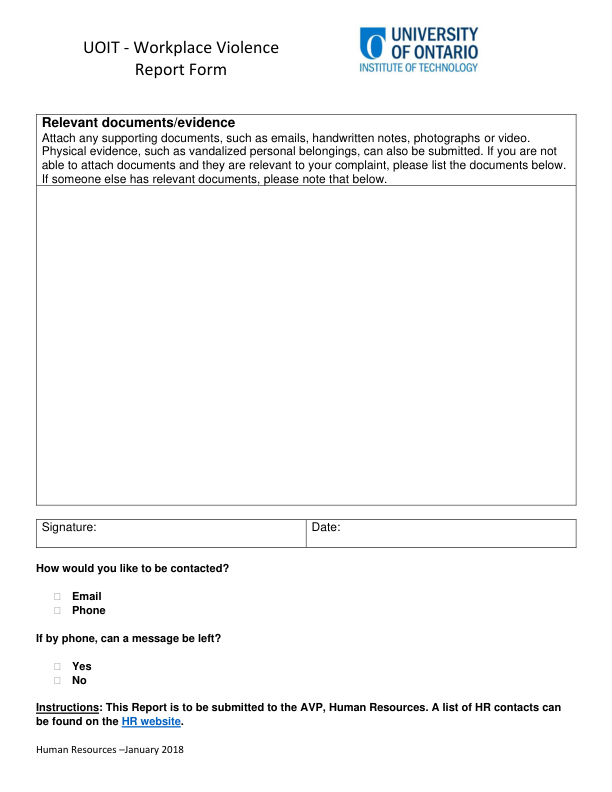 UOIT - Workplace Violence
Report Form
UNIVERSITY
OF ONTARIO
INSTITUTE OF TECHNOLOGY
Relevant documents/evidence
Attach any supporting documents, such as emails, handwritten notes, photographs or video.
Physical evidence, such as vandalized personal belongings, can also be submitted. If you are not
able to attach documents and they are relevant to your complaint, please list the documents below.
If someone else has relevant documents, please note that below.
Signature:
Date:
How would you like to be contacted?
Email
Phone
If by phone, can a message be left?
Yes
No
Instructions: This Report is to be submitted to the AVP, Human Resources. A list of HR contacts can
be found on the HR website.
Human Resources –January 2018